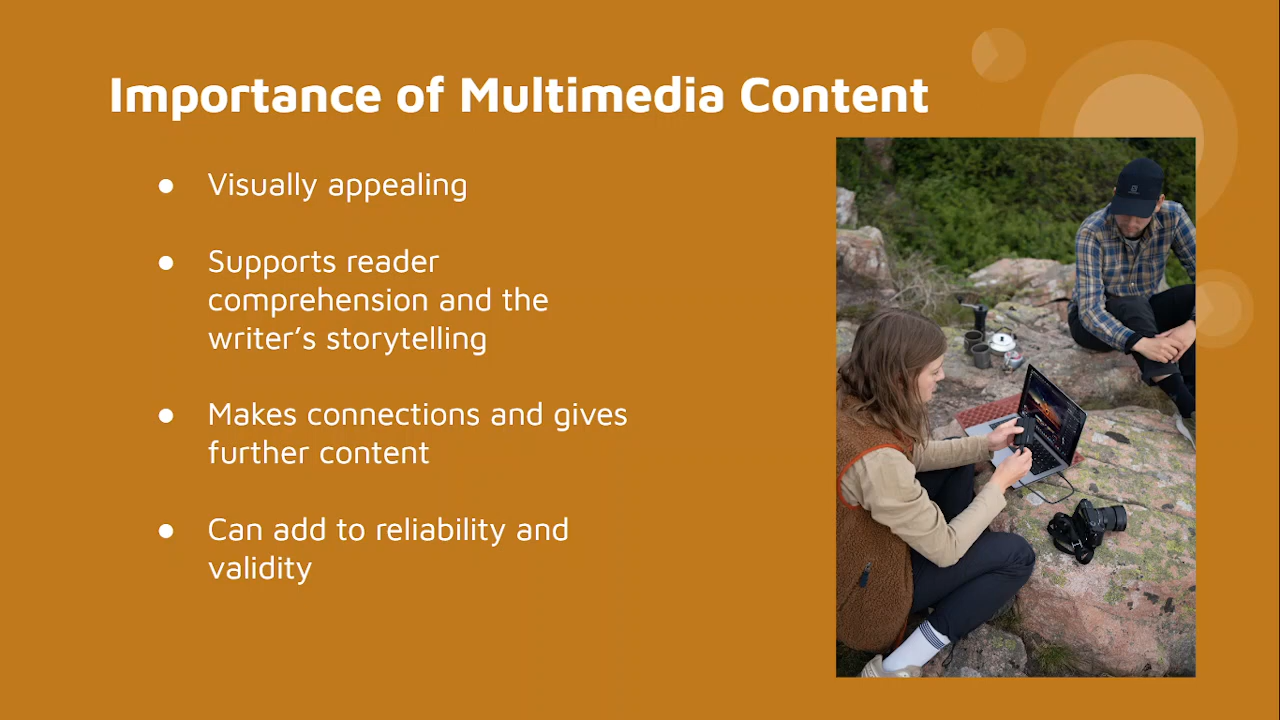 Importance of Multimedia Content
● Visually appealing
● Supports reader
comprehension and the
writer’s storytelling
● Makes connections and gives
further content
● Can add to reliability and
validity